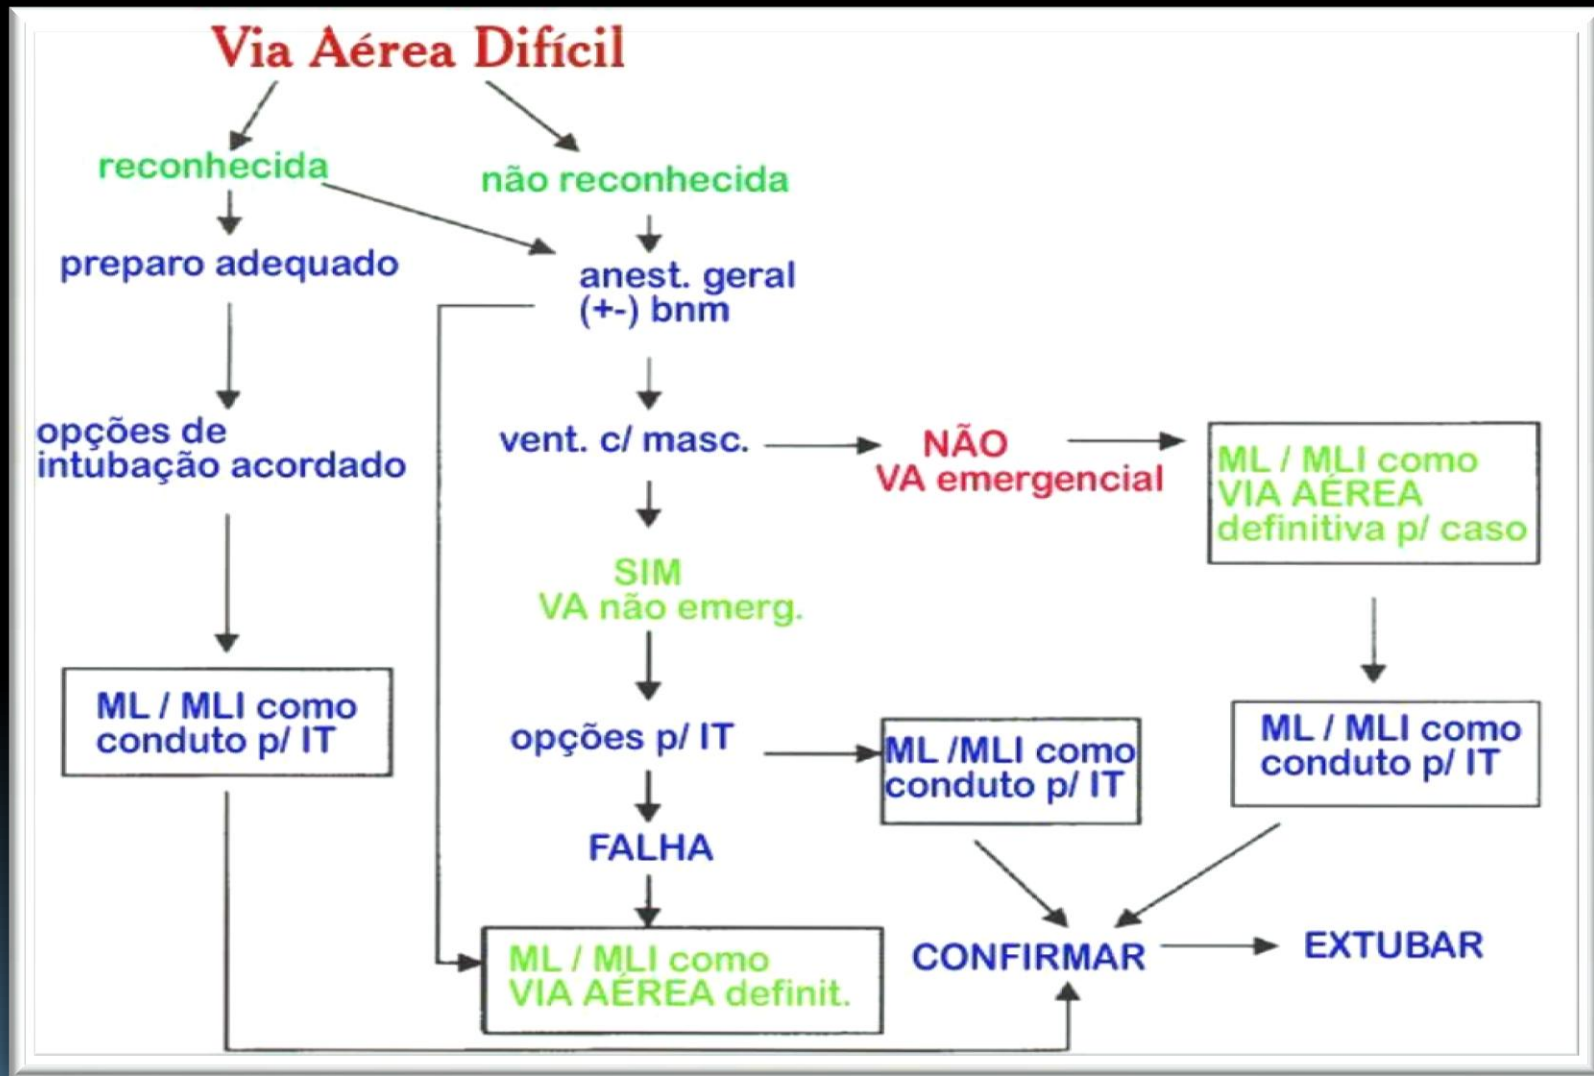 Via Aérea Difícil
reconhecida
não reconhecida
preparo adequado
anest. geral
(+-) bnm
opções de
intubação acordado
vent. c/ masc.
NÃO
VA emergencial
ML / MLI como
VIA AÉREA
definitiva p/ caso
SIM
VA não emerg.
ML / MLI como
conduto p/ IT
opções p/ IT
ML /MLI como
conduto p/ IT
ML / MLI como
conduto p/ IT
FALHA
ML / MLI como
VIA AÉREA definit.
CONFIRMAR
EXTUBAR